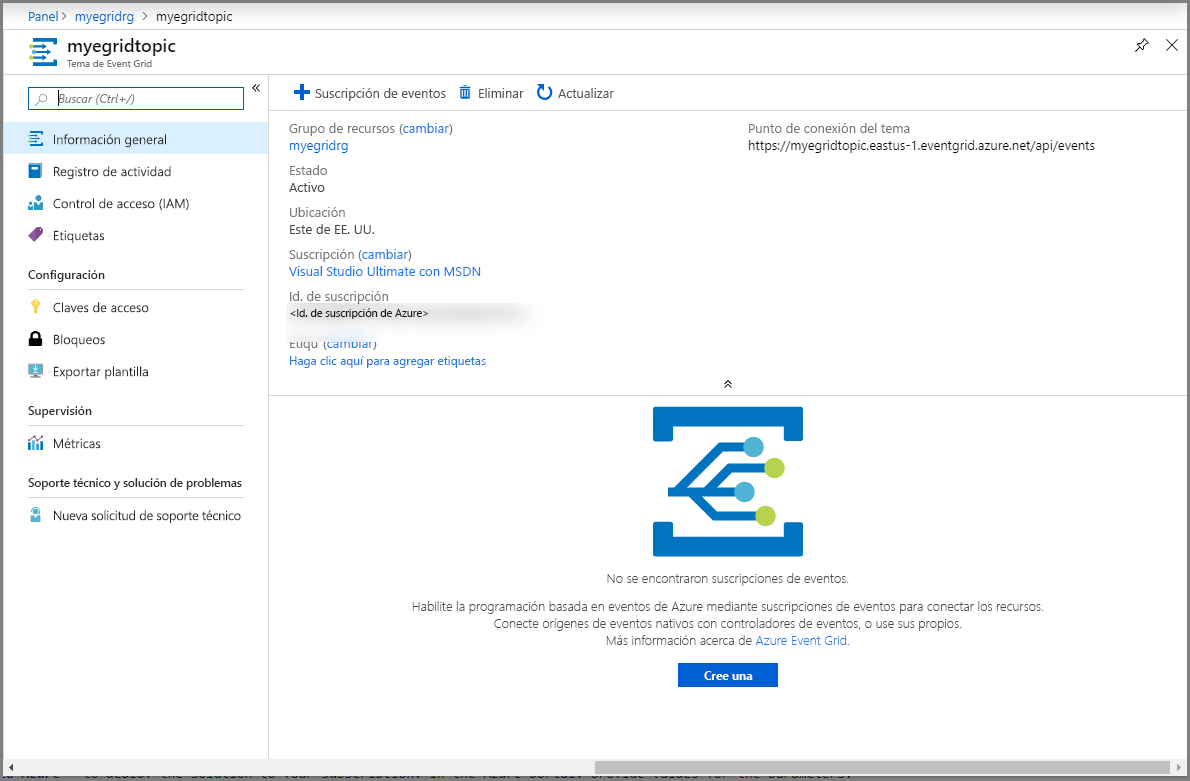 Panel > myegridrg > myegridtopic
myegridtopic
Tema de Event Grid
Buscar (Ctrl+/)
«
Información general
Registro de actividad
Control de acceso (IAM)
Etiquetas
Configuración
Claves de acceso
Bloqueos
Exportar plantilla
Supervisión
Métricas
Soporte técnico y solución de problemas
Nueva solicitud de soporte técnico
Suscripción de eventos Eliminar Actualizar
Grupo de recursos (cambiar)
myegridrg
Estado
Activo
Ubicación
Este de EE. UU.
Suscripción (cambiar)
Visual Studio Ultimate con MSDN
Id. de suscripción
<Id. de suscripción de Azure>
Etiqu (cambiar)
Haga clic aquí para agregar etiquetas
Punto de conexión del tema
https://myegridtopic.eastus-1.eventgrid.azure.net/api/events
No se encontraron suscripciones de eventos.
Habilite la programación basada en eventos de Azure mediante suscripciones de eventos para conectar los recursos.
Conecte orígenes de eventos nativos con controladores de eventos, o use sus propios.
Más información acerca de Azure Event Grid.
Cree una